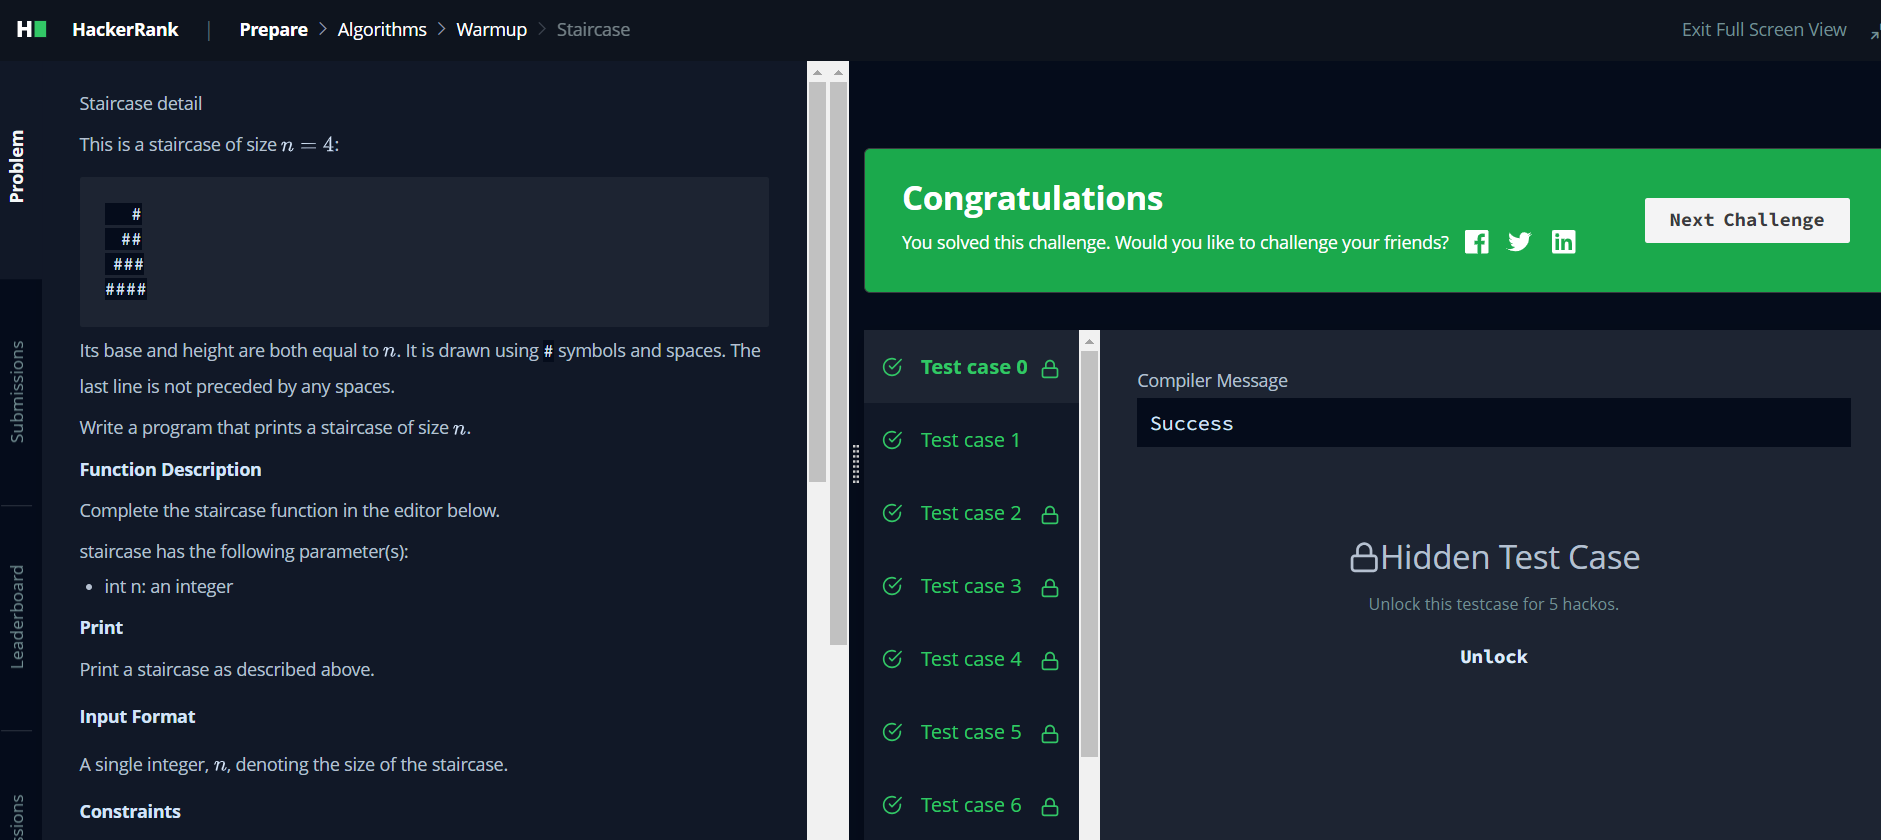 HackerRank | Prepare > Algorithms > Warmup > Staircase
Exit Full Screen View
Problem
Submissions
Leaderboard
Staircase detail
This is a staircase of size n = 4:
   #
  ##
 ###
####
Its base and height are both equal to n. It is drawn using # symbols and spaces. The
last line is not preceded by any spaces.
Write a program that prints a staircase of size n.
Function Description
Complete the staircase function in the editor below.
staircase has the following parameter(s):
• int n: an integer
Print
Print a staircase as described above.
Input Format
A single integer, n, denoting the size of the staircase.
Constraints
Congratulations
You solved this challenge. Would you like to challenge your friends?
Next Challenge
Test case 0
Test case 1
Test case 2
Test case 3
Test case 4
Test case 5
Test case 6
Compiler Message
Success
Hidden Test Case
Unlock this testcase for 5 hackos.
Unlock